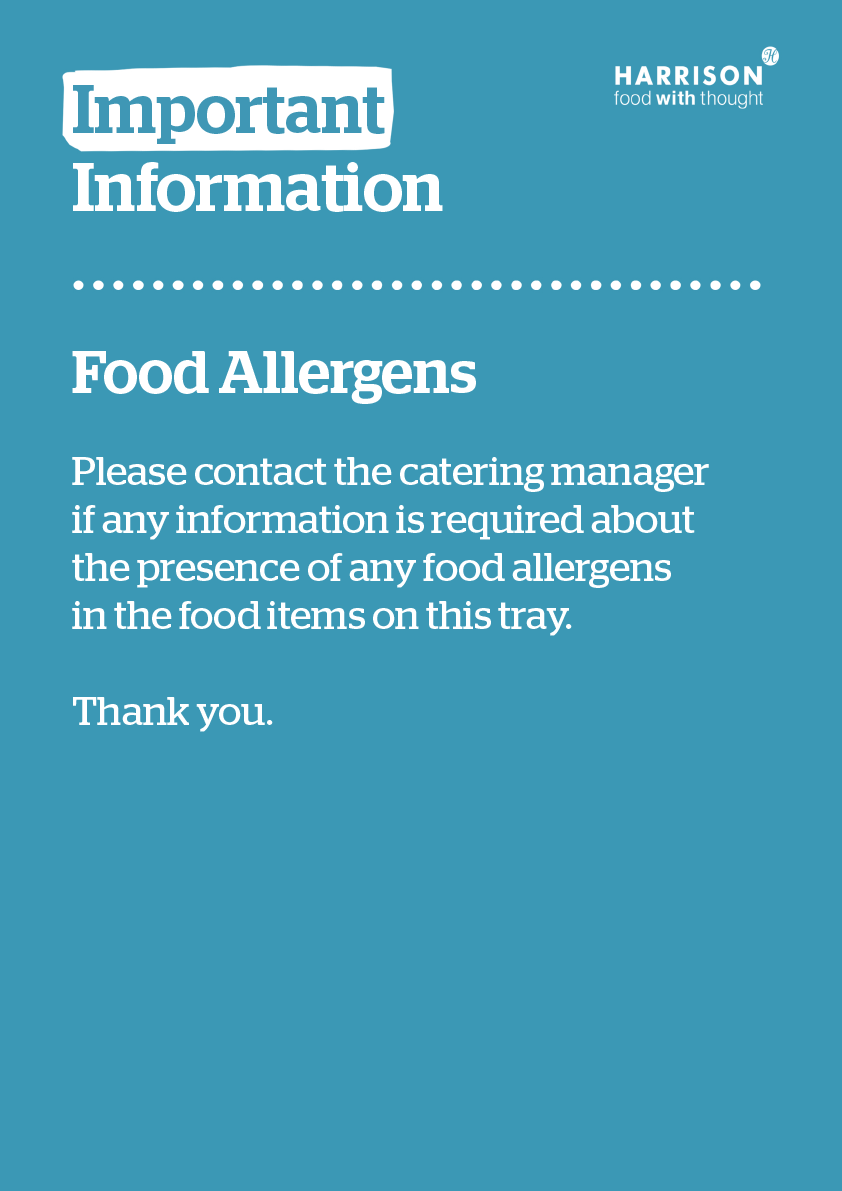 Important
Information
HARRISON
food with thought
H
Food Allergens
Please contact the catering manager
if any information is required about
the presence of any food allergens
in the food items on this tray.
Thank you.